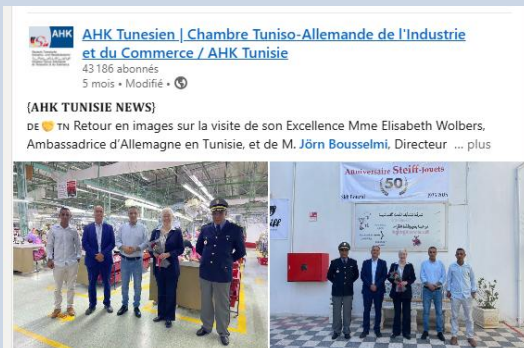 AHK
AHK Tunesien | Chambre Tuniso-Allemande de l'Industrie
et du Commerce / AHK Tunisie
43 186 abonnés
5 mois • Modifié •
{AHK TUNISIE NEWS}
DE 🤝 TN Retour en images sur la visite de son Excellence Mme Elisabeth Wolbers,
Ambassadrice d'Allemagne en Tunisie, et de M. Jörn Bousselmi, Directeur ... plus
Anniversaire Steiff-Jouets
50